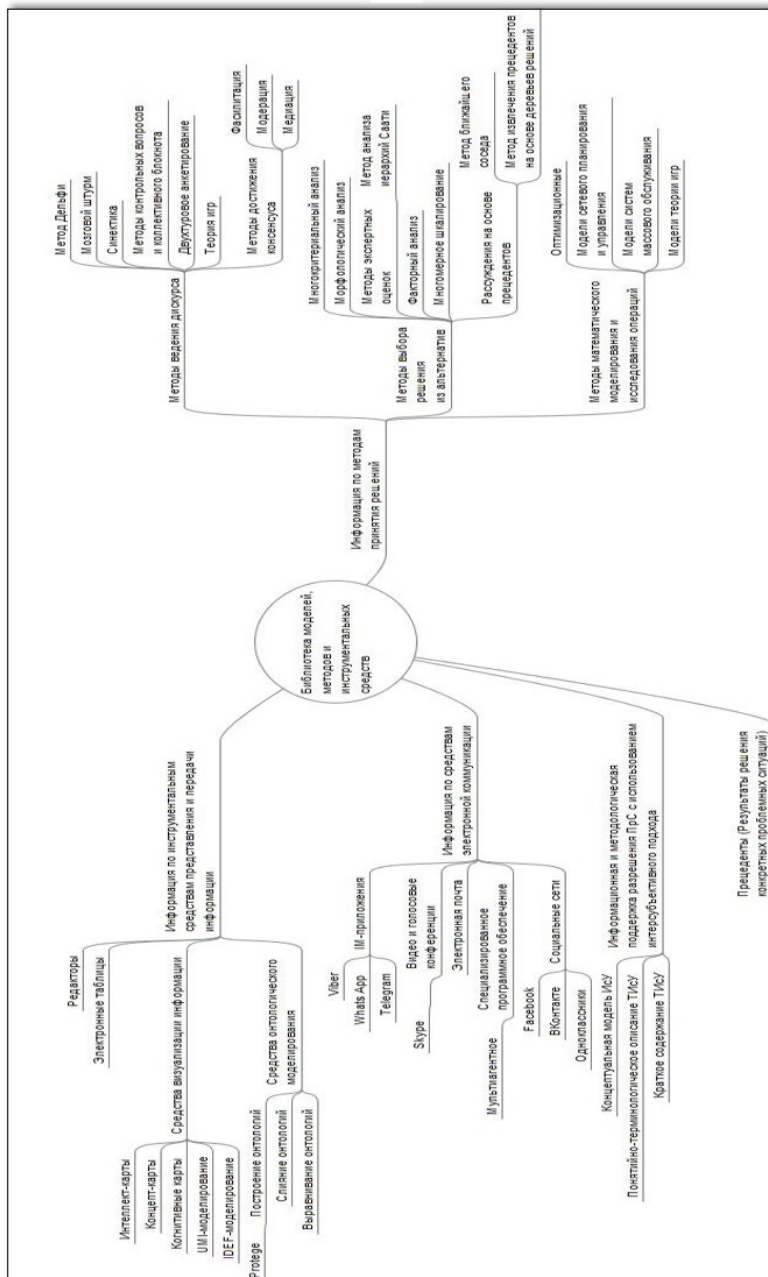 Библиотека моделей,
методов и
инструментальных
средств
Информация по методам
принятия решений
Методы ведения дискурса
Метод Дельфи
Мозговой штурм
Синектика
Методы контрольных вопросов
и коллективного блокнота
Двухтуровое анкетирование
Теория игр
Методы достижения
консенсуса
Фасилитация
Модерация
Медиация
Методы выбора
решения
из альтернатив
Многокритериальный анализ
Морфологический анализ
Методы экспертных
оценок
Метод анализа
иерархий Саати
Факторный анализ
Многомерное шкалирование
Рассуждения на основе
прецедентов
Метод ближайшего
соседа
Метод извлечения прецедентов
на основе деревьев решений
Методы математического
моделирования и
исследования операций
Оптимизационные
Модели сетевого планирования
и управления
Модели систем
массового обслуживания
Модели теории игр
Информация по инструментальным
средствам представления и передачи
информации
Редакторы
Электронные таблицы
Средства визуализации информации
Интеллект-карты
Концепт-карты
Когнитивные карты
UMl-моделирование
IDEF-моделирование
Средства онтологического
моделирования
Построение онтологий
Protege
Слияние онтологий
Выравнивание онтологий
Информация по средствам
электронной коммуникации
IM-приложения
Viber
Whats App
Telegram
Видео и голосовые
конференции
Skype
Электронная почта
Специализированное
программное обеспечение
Мультиагентное
Социальные сети
Facebook
ВКонтакте
Одноклассники
Информационная и методологическая
поддержка разрешения ПрС с использованием
интерсубъективного подхода
Концептуальная модель ИсУ
Понятийно-терминологическое описание ТИсУ
Краткое содержание ТИсУ
Прецеденты (Результаты решения
конкретных проблемных ситуаций)